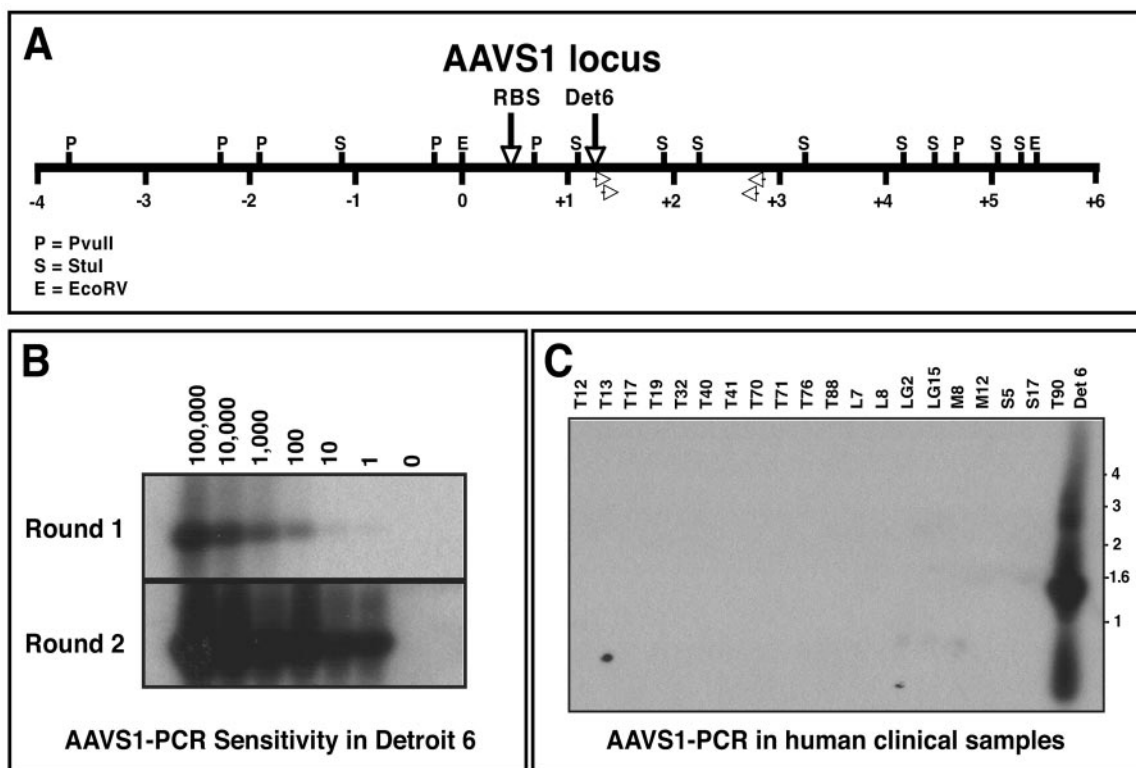 A
AAVS1 locus
RBS Det6
P P P S P E P S S S S S S P S S E
-4 -3 -2 -1 0 +1 +2 +3 +4 +5 +6
P = PvuII
S = StuI
E = EcoRV
B
100,000 10,000 1,000 100 10 1 0
Round 1
Round 2
AAVS1-PCR Sensitivity in Detroit 6
C
T12 T13 T17 T19 T32 T40 T41 T70 T71 T76 T88 L7 L8 LG2 LG15 M8 M12 S5 S17 T90 Det 6
- 4
- 3
- 2
- 1.6
- 1
AAVS1-PCR in human clinical samples